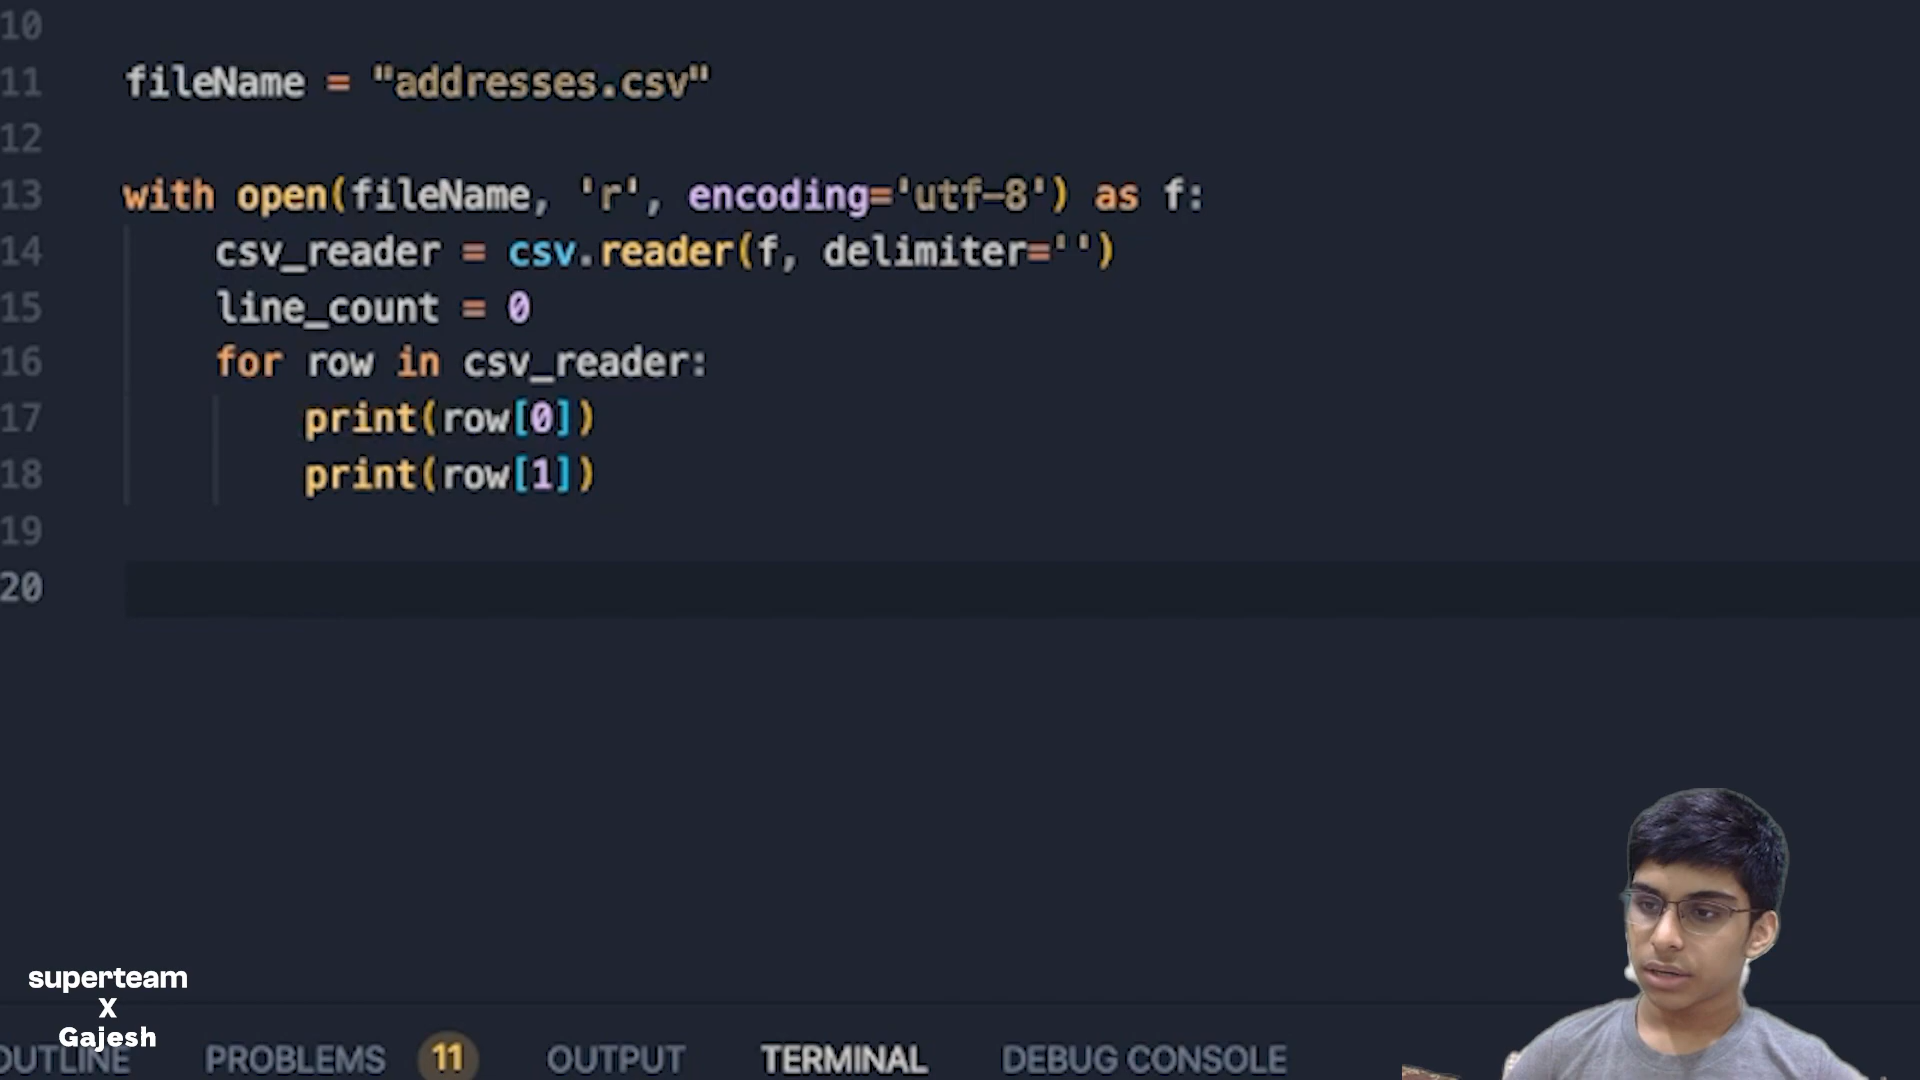 10
11 fileName = "addresses.csv"
12
13 with open(fileName, 'r', encoding='utf-8') as f:
14 csv_reader = csv.reader(f, delimiter='')
15 line_count = 0
16 for row in csv_reader:
17 print(row[0])
18 print(row[1])
19
20
superteam
X
Gajesh
OUTLINE PROBLEMS 11 OUTPUT TERMINAL DEBUG CONSOLE